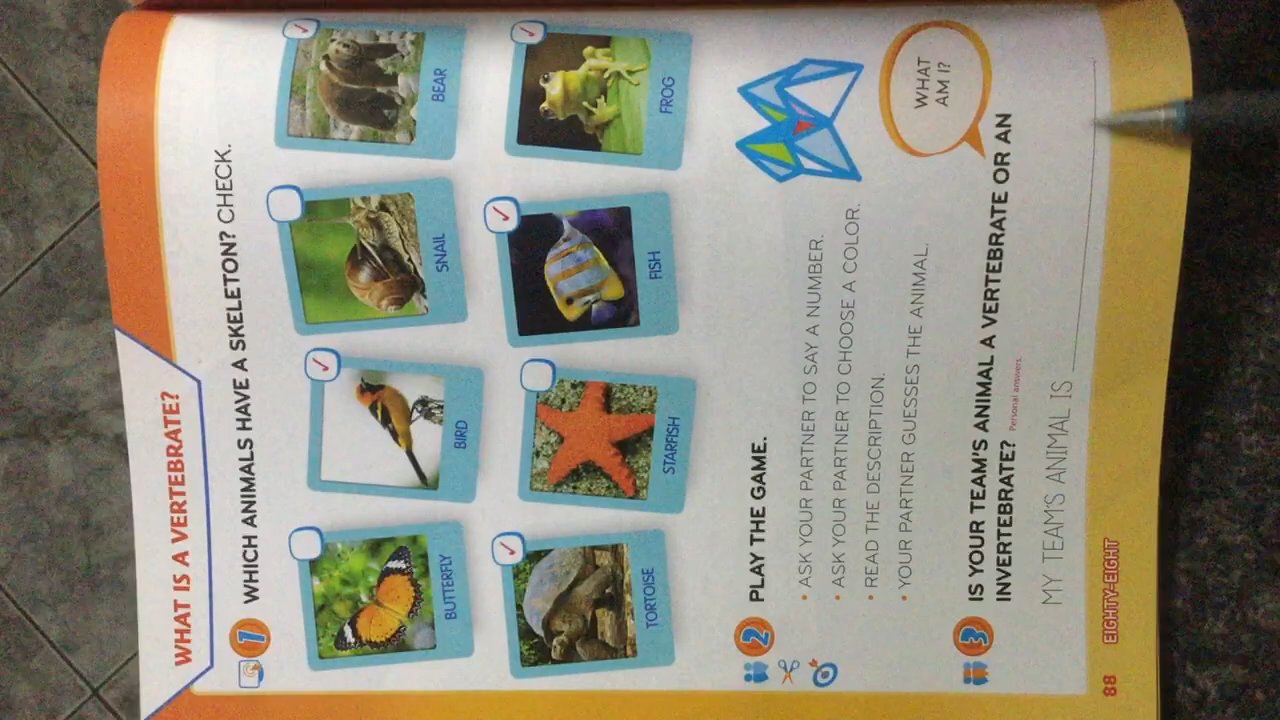 WHAT IS A VERTEBRATE?
1 WHICH ANIMALS HAVE A SKELETON? CHECK.
BUTTERFLY
BIRD
SNAIL
BEAR
TORTOISE
STARFISH
FISH
FROG
2 PLAY THE GAME.
• ASK YOUR PARTNER TO SAY A NUMBER.
• ASK YOUR PARTNER TO CHOOSE A COLOR.
• READ THE DESCRIPTION.
• YOUR PARTNER GUESSES THE ANIMAL.
WHAT
AM I?
3 IS YOUR TEAM'S ANIMAL A VERTEBRATE OR AN
INVERTEBRATE? Personal answers.
MY TEAM'S ANIMAL IS
88 EIGHTY-EIGHT